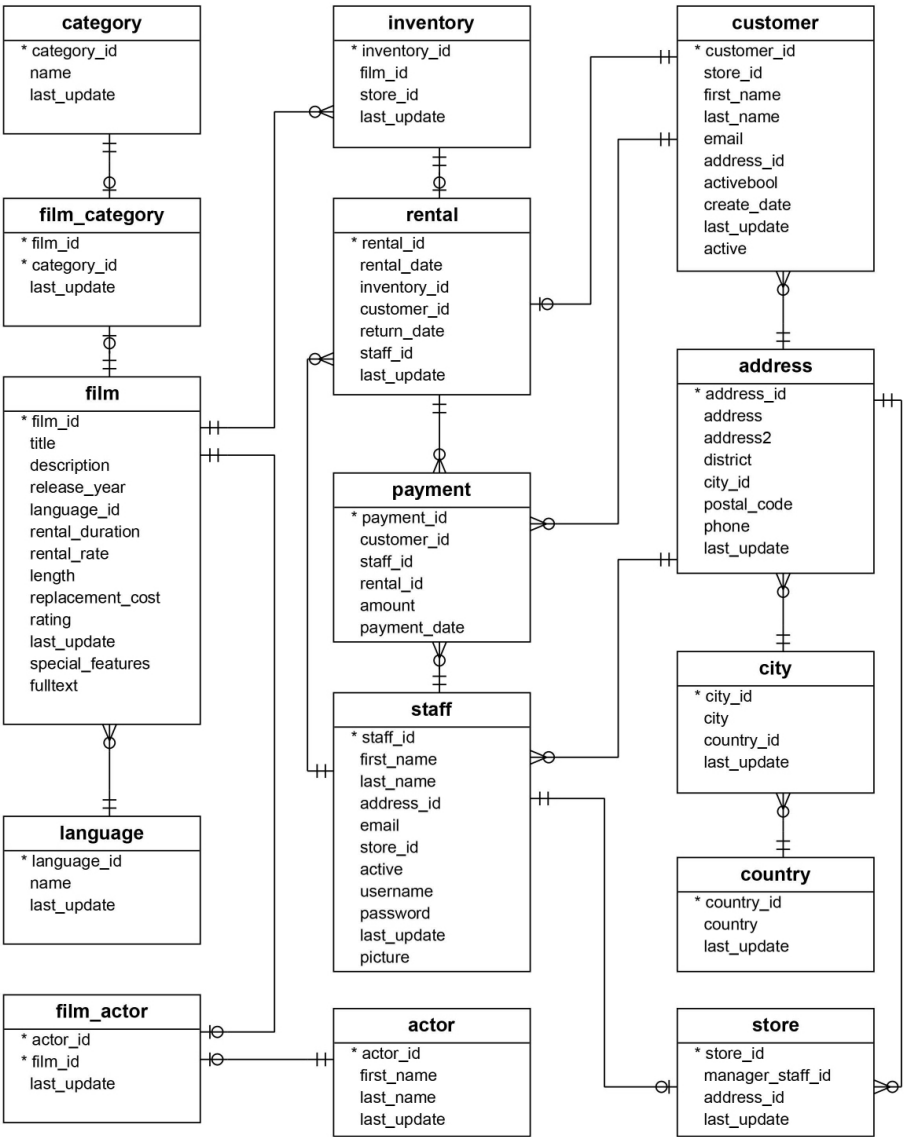 category
* category_id
name
last_update
film_category
* film_id
* category_id
last_update
film
* film_id
title
description
release_year
language_id
rental_duration
rental_rate
length
replacement_cost
rating
last_update
special_features
fulltext
language
* language_id
name
last_update
film_actor
* actor_id
* film_id
last_update
inventory
* inventory_id
film_id
store_id
last_update
rental
* rental_id
rental_date
inventory_id
customer_id
return_date
staff_id
last_update
payment
* payment_id
customer_id
staff_id
rental_id
amount
payment_date
staff
* staff_id
first_name
last_name
address_id
email
store_id
active
username
password
last_update
picture
actor
* actor_id
first_name
last_name
last_update
customer
* customer_id
store_id
first_name
last_name
email
address_id
activebool
create_date
last_update
active
address
* address_id
address
address2
district
city_id
postal_code
phone
last_update
city
* city_id
city
country_id
last_update
country
* country_id
country
last_update
store
* store_id
manager_staff_id
address_id
last_update